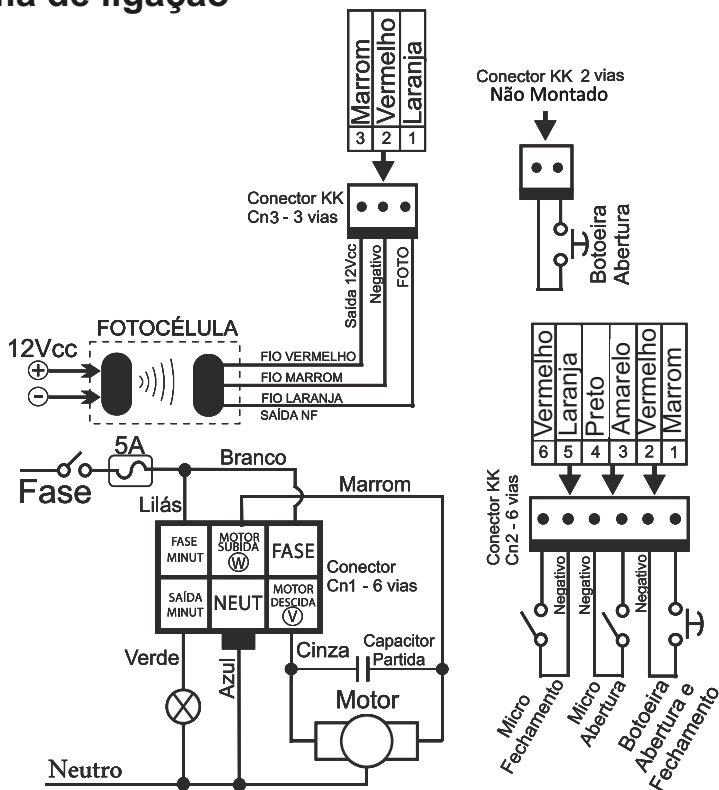 de ligação
Marrom
Vermelho
Laranja
3 2 1
Conector KK
Cn3 - 3 vias
Saída 12Vcc
Negativo
FOTO
Conector KK 2 vias
Não Montado
Botoeira
Abertura
FOTOCÉLULA
12Vcc
+
-
FIO VERMELHO
FIO MARROM
FIO LARANJA
SAÍDA NF
Vermelho
Laranja
Preto
Amarelo
Vermelho
Marrom
6 5 4 3 2 1
Conector KK
Cn2 - 6 vias
Negativo
Negativo
Negativo
Micro
Fechamento
Micro
Abertura
Botoeira
Abertura e
Fechamento
5A
Fase
Branco
Lilás
Marrom
FASE
MINUT
MOTOR
SUBIDA
W
FASE
SAÍDA
MINUT
NEUT
MOTOR
DESCIDA
V
Conector
Cn1 - 6 vias
Verde
Azul
Cinza
Capacitor
Partida
Motor
Neutro